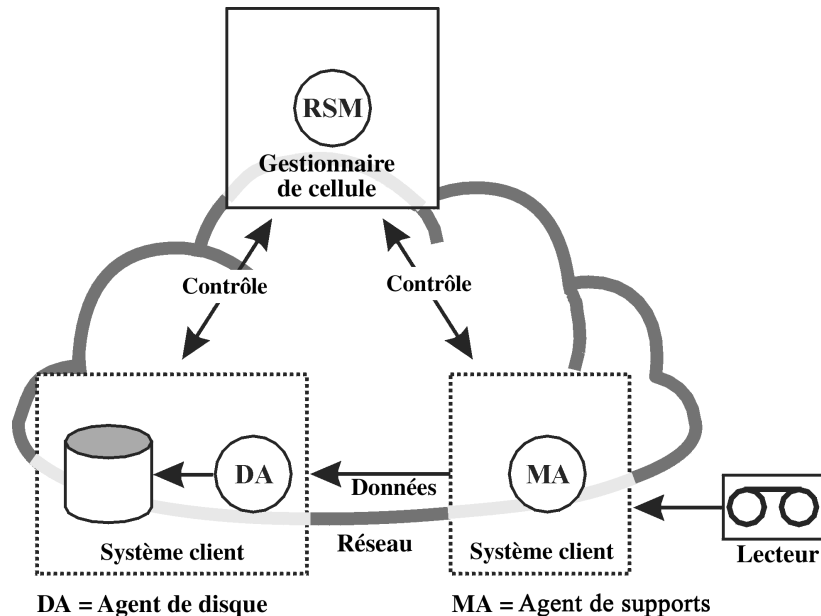 RSM
Gestionnaire
de cellule
Contrôle
Contrôle
DA
Données
MA
Système client
Réseau
Système client
Lecteur
DA = Agent de disque
MA = Agent de supports